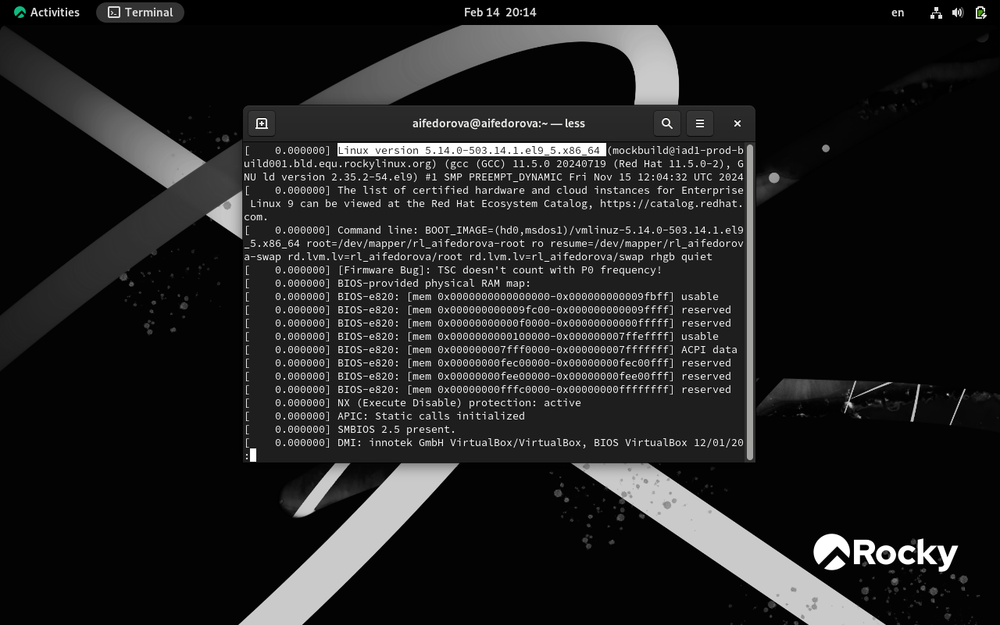 Activities Terminal Feb 14 20:14 en
aifedorova@aifedorova:~ — less
[    0.000000] Linux version 5.14.0-503.14.1.el9_5.x86_64 (mockbuild@iad1-prod-b
uild001.bld.equ.rockylinux.org) (gcc (GCC) 11.5.0 20240719 (Red Hat 11.5.0-2), G
NU ld version 2.35.2-54.el9) #1 SMP PREEMPT_DYNAMIC Fri Nov 15 12:04:32 UTC 2024
[    0.000000] The list of certified hardware and cloud instances for Enterprise
 Linux 9 can be viewed at the Red Hat Ecosystem Catalog, https://catalog.redhat.
com.
[    0.000000] Command line: BOOT_IMAGE=(hd0,msdos1)/vmlinuz-5.14.0-503.14.1.el9
_5.x86_64 root=/dev/mapper/rl_aifedorova-root ro resume=/dev/mapper/rl_aifedorov
a-swap rd.lvm.lv=rl_aifedorova/root rd.lvm.lv=rl_aifedorova/swap rhgb quiet
[    0.000000] [Firmware Bug]: TSC doesn't count with P0 frequency!
[    0.000000] BIOS-provided physical RAM map:
[    0.000000] BIOS-e820: [mem 0x0000000000000000-0x000000000009fbff] usable
[    0.000000] BIOS-e820: [mem 0x000000000009fc00-0x000000000009ffff] reserved
[    0.000000] BIOS-e820: [mem 0x00000000000f0000-0x00000000000fffff] reserved
[    0.000000] BIOS-e820: [mem 0x0000000000100000-0x000000007ffeffff] usable
[    0.000000] BIOS-e820: [mem 0x000000007fff0000-0x000000007fffffff] ACPI data
[    0.000000] BIOS-e820: [mem 0x00000000fec00000-0x00000000fec00fff] reserved
[    0.000000] BIOS-e820: [mem 0x00000000fee00000-0x00000000fee00fff] reserved
[    0.000000] BIOS-e820: [mem 0x00000000fffc0000-0x00000000ffffffff] reserved
[    0.000000] NX (Execute Disable) protection: active
[    0.000000] APIC: Static calls initialized
[    0.000000] SMBIOS 2.5 present.
[    0.000000] DMI: innotek GmbH VirtualBox/VirtualBox, BIOS VirtualBox 12/01/20
:
Rocky